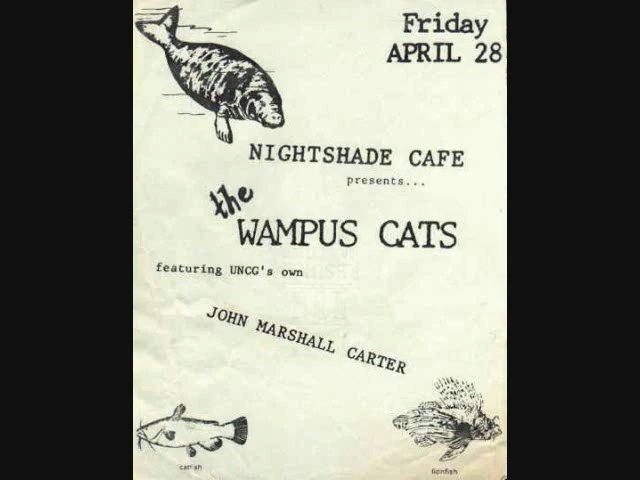 Friday
APRIL 28
NIGHTSHADE CAFE
presents...
the
WAMPUS CATS
featuring UNCG's own
JOHN MARSHALL CARTER
catfish
lionfish